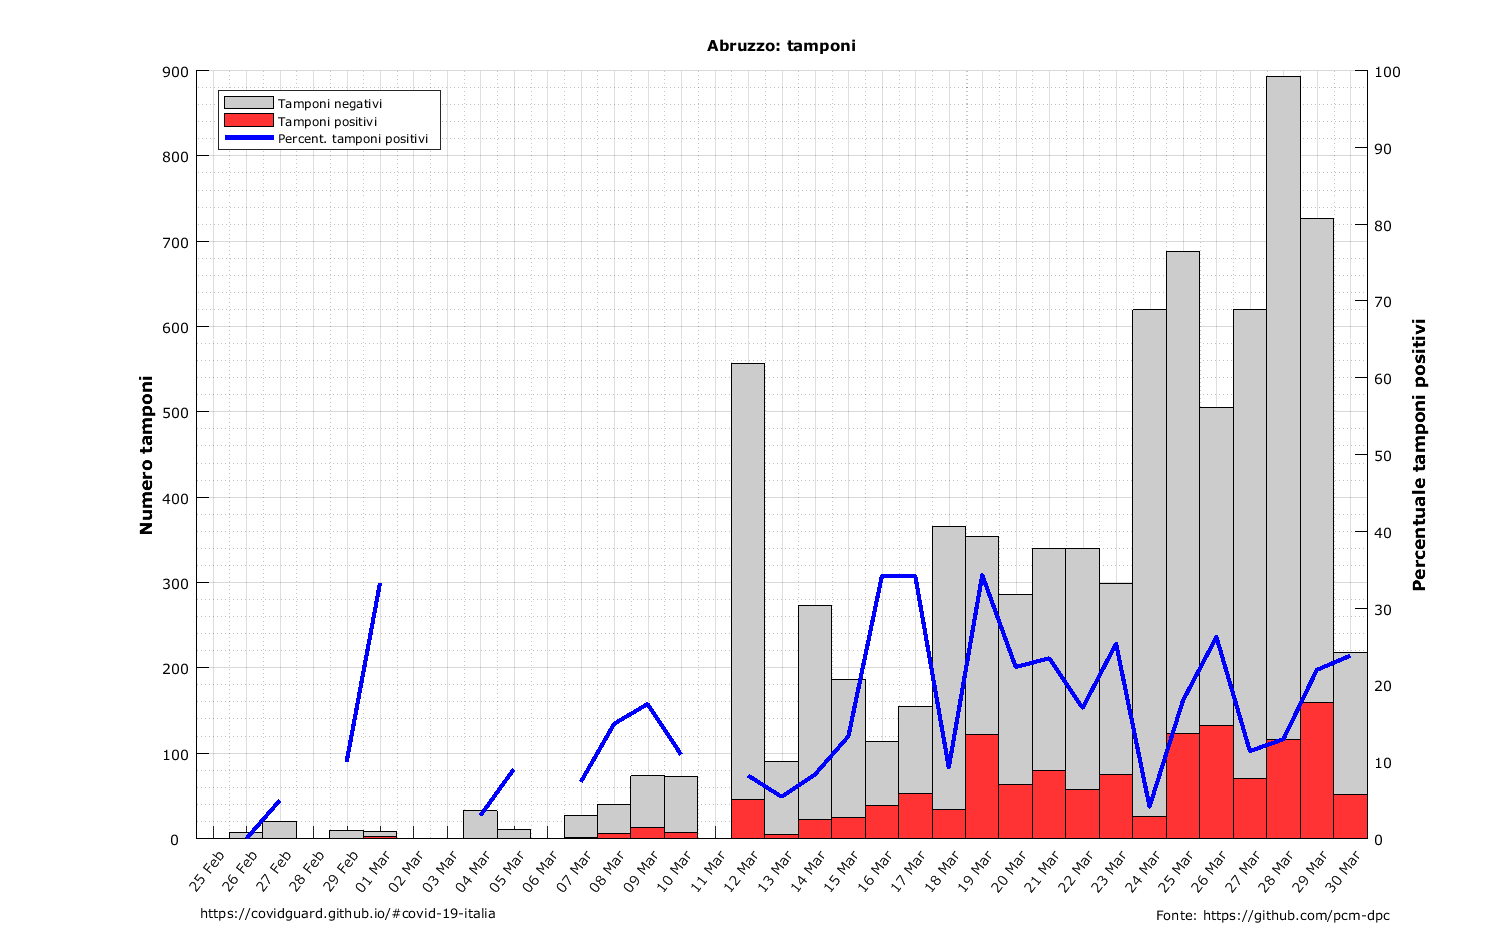 Abruzzo: tamponi
900
800
700
600
500
400
300
200
100
0
Numero tamponi
Tamponi negativi
Tamponi positivi
Percent. tamponi positivi
100
90
80
70
60
50
40
30
20
10
0
Percentuale tamponi positivi
25 Feb
26 Feb
27 Feb
28 Feb
29 Feb
01 Mar
02 Mar
03 Mar
04 Mar
05 Mar
06 Mar
07 Mar
08 Mar
09 Mar
10 Mar
11 Mar
12 Mar
13 Mar
14 Mar
15 Mar
16 Mar
17 Mar
18 Mar
19 Mar
20 Mar
21 Mar
22 Mar
23 Mar
24 Mar
25 Mar
26 Mar
27 Mar
28 Mar
29 Mar
30 Mar
https://covidguard.github.io/#covid-19-italia
Fonte: https://github.com/pcm-dpc